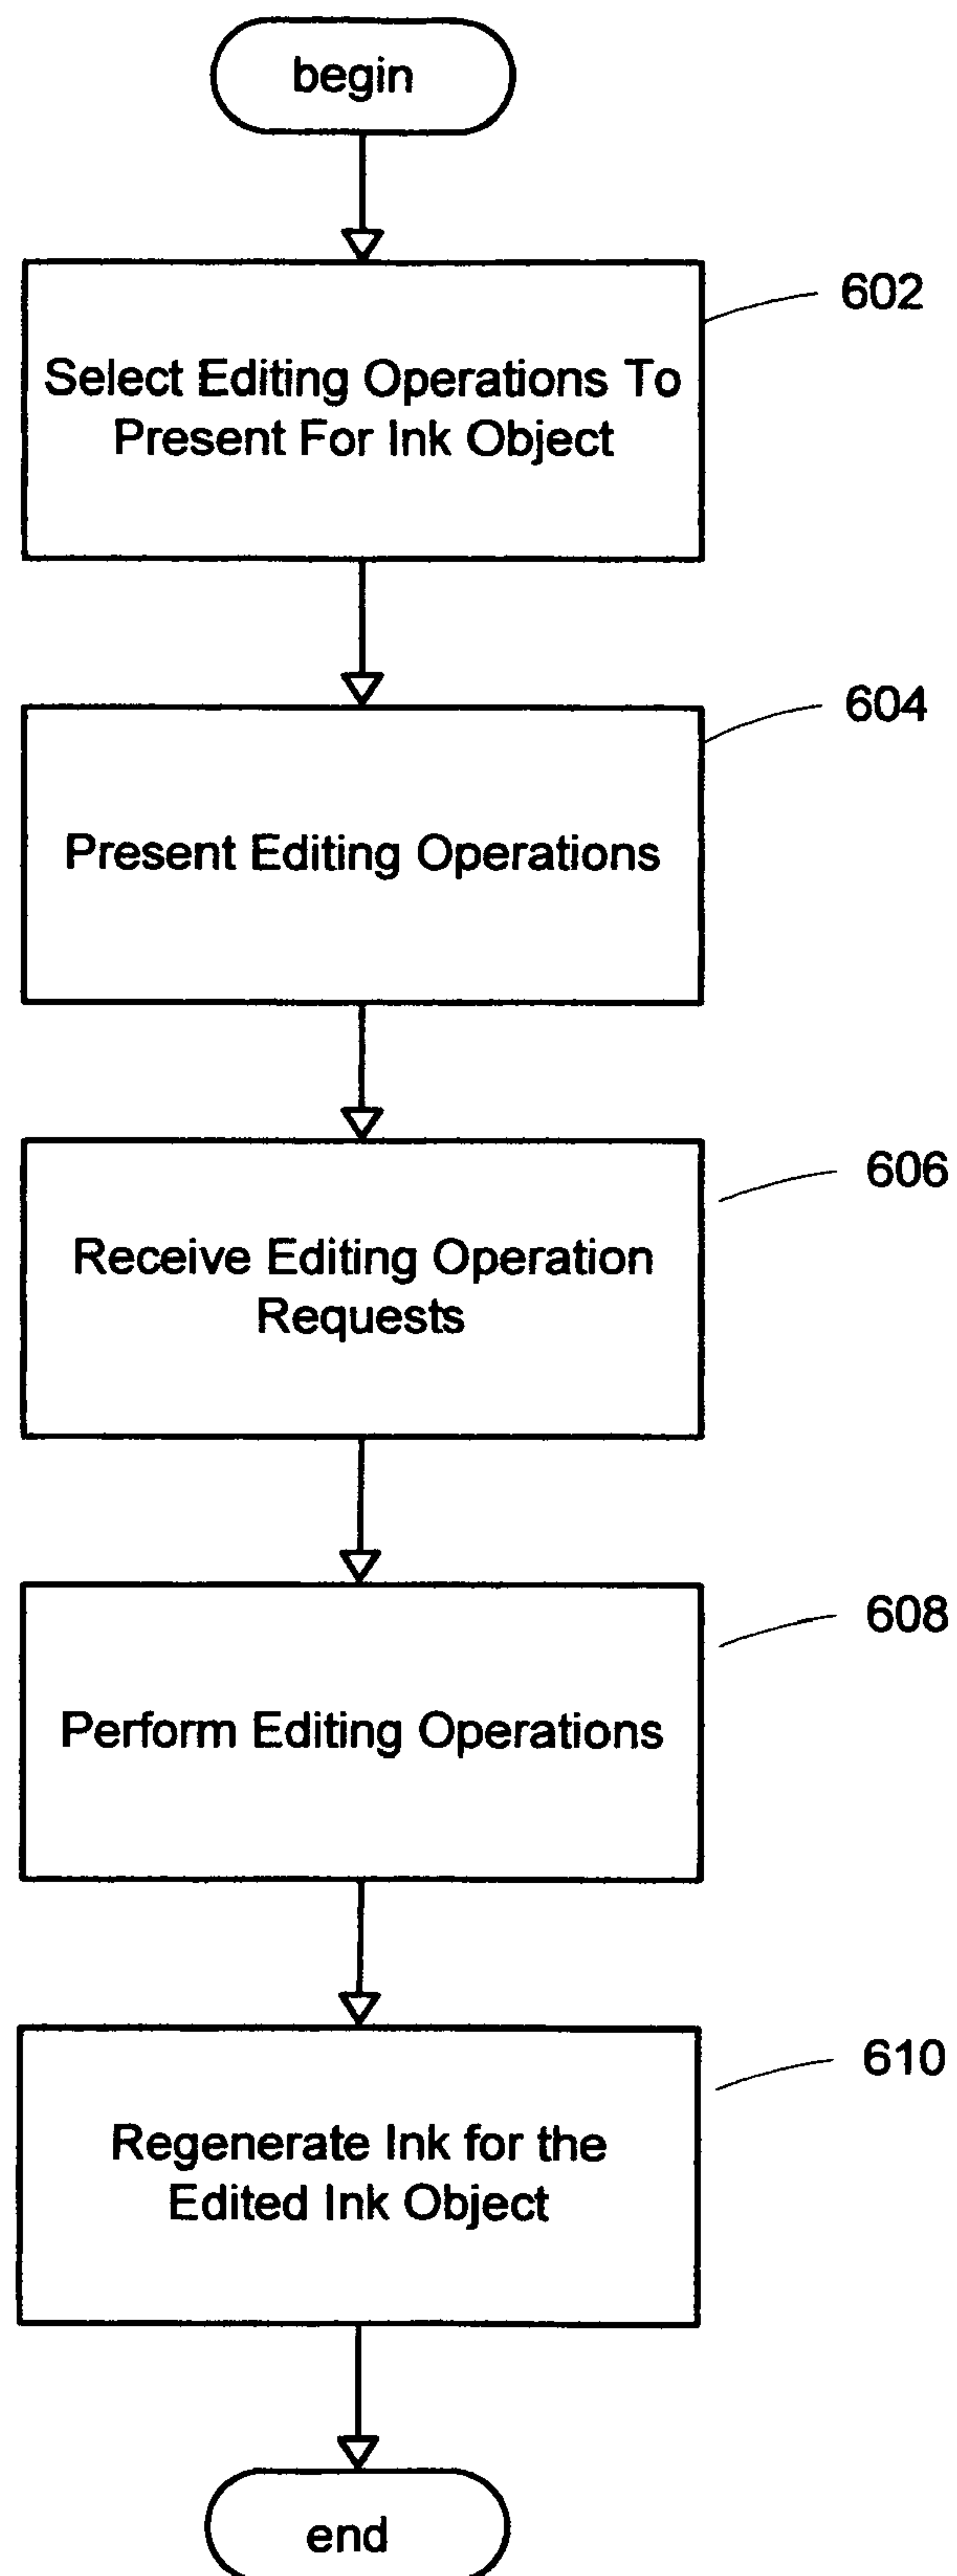 begin
602
Select Editing Operations To
Present For Ink Object
604
Present Editing Operations
606
Receive Editing Operation
Requests
608
Perform Editing Operations
610
Regenerate Ink for the
Edited Ink Object
end